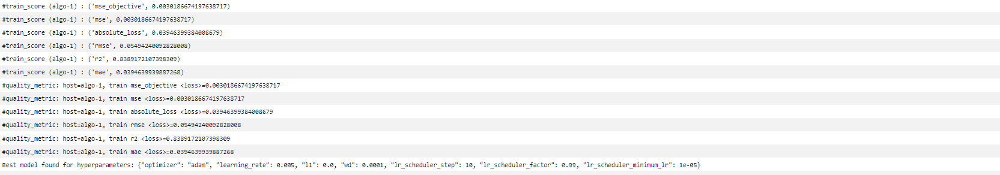 #train_score (algo-1) : ('mse_objective', 0.0030186674197638717)
#train_score (algo-1) : ('mse', 0.0030186674197638717)
#train_score (algo-1) : ('absolute_loss', 0.03946399384008679)
#train_score (algo-1) : ('rmse', 0.05494240092828008)
#train_score (algo-1) : ('r2', 0.8389172107398309)
#train_score (algo-1) : ('mae', 0.0394639939887268)
#quality_metric: host=algo-1, train mse_objective <loss>=0.0030186674197638717
#quality_metric: host=algo-1, train mse <loss>=0.0030186674197638717
#quality_metric: host=algo-1, train absolute_loss <loss>=0.03946399384008679
#quality_metric: host=algo-1, train rmse <loss>=0.05494240092828008
#quality_metric: host=algo-1, train r2 <loss>=0.8389172107398309
#quality_metric: host=algo-1, train mae <loss>=0.0394639939887268
Best model found for hyperparameters: {"optimizer": "adam", "learning_rate": 0.005, "l1": 0.0, "wd": 0.0001, "lr_scheduler_step": 10, "lr_scheduler_factor": 0.99, "lr_scheduler_minimum_lr": 1e-05}